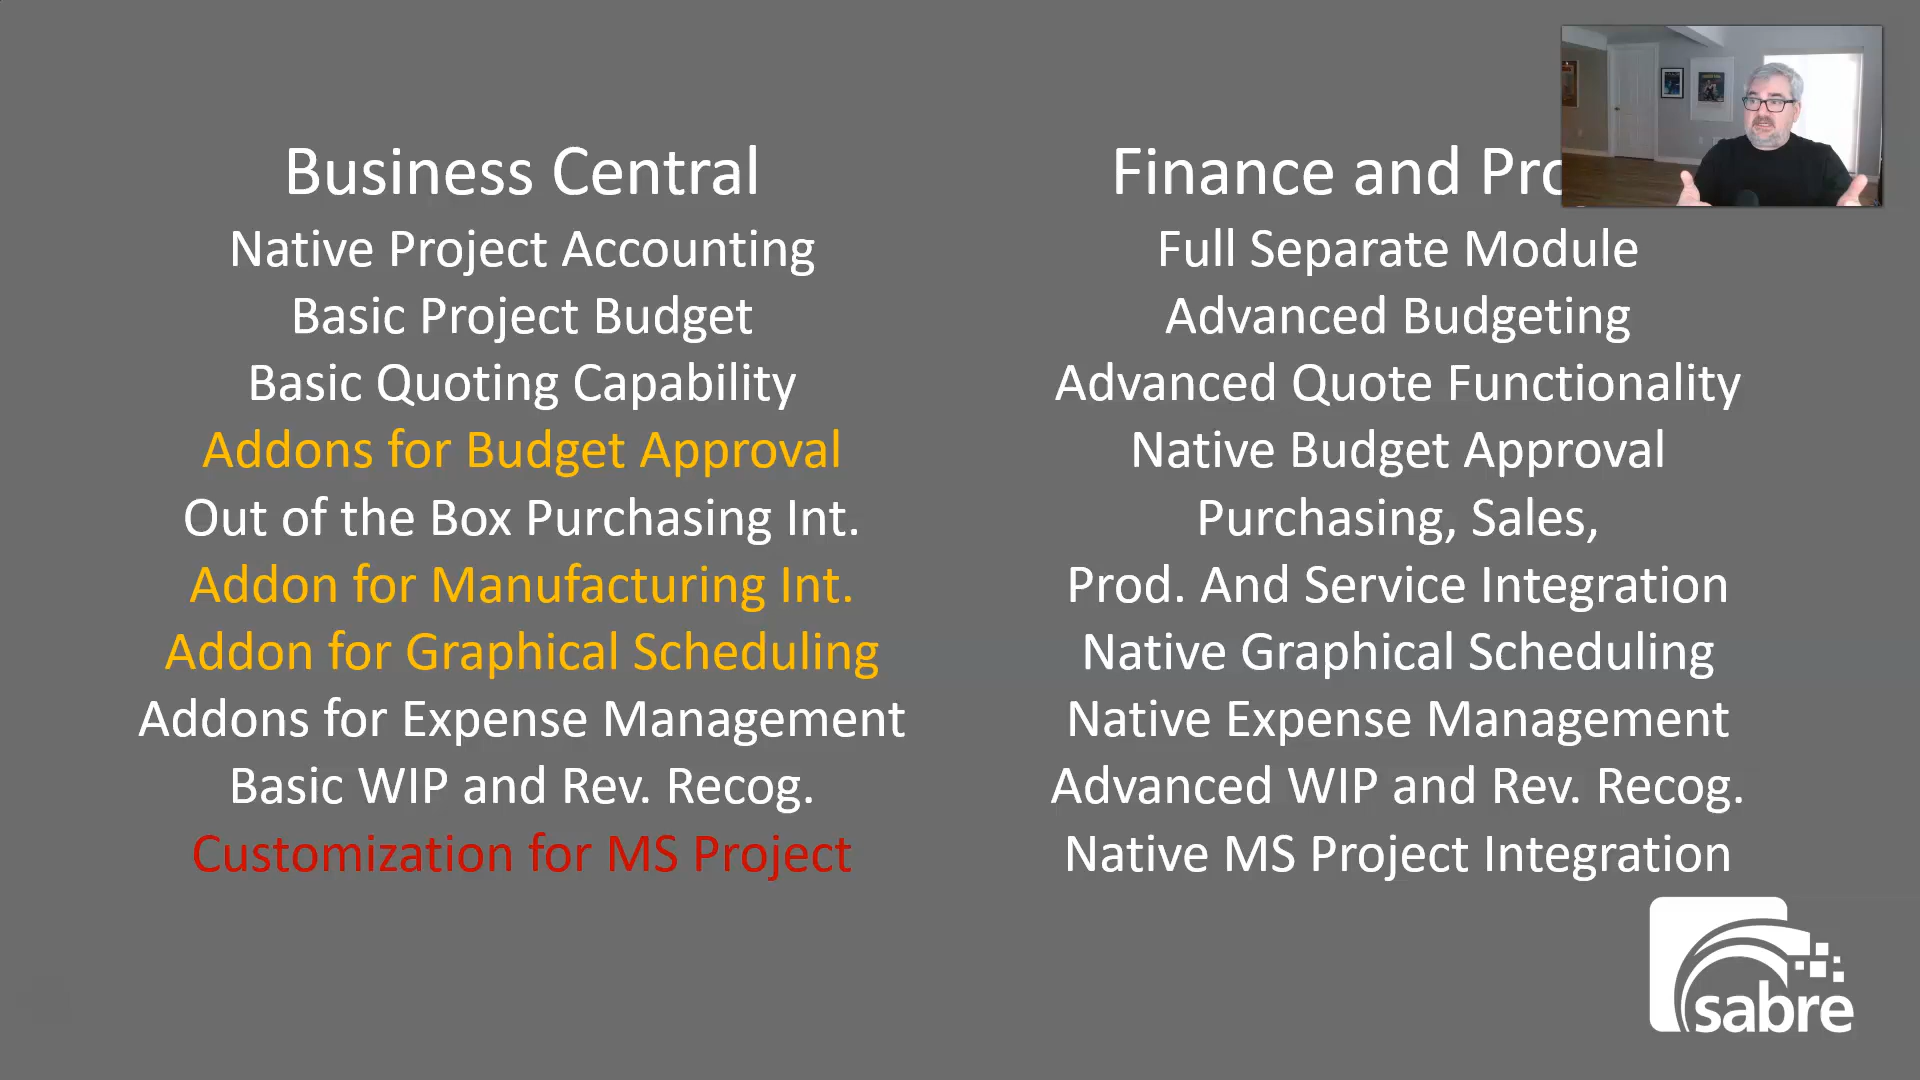 Business Central
Native Project Accounting
Basic Project Budget
Basic Quoting Capability
Addons for Budget Approval
Out of the Box Purchasing Int.
Addon for Manufacturing Int.
Addon for Graphical Scheduling
Addons for Expense Management
Basic WIP and Rev. Recog.
Customization for MS Project
Finance and Pro
Full Separate Module
Advanced Budgeting
Advanced Quote Functionality
Native Budget Approval
Purchasing, Sales,
Prod. And Service Integration
Native Graphical Scheduling
Native Expense Management
Advanced WIP and Rev. Recog.
Native MS Project Integration
sabre